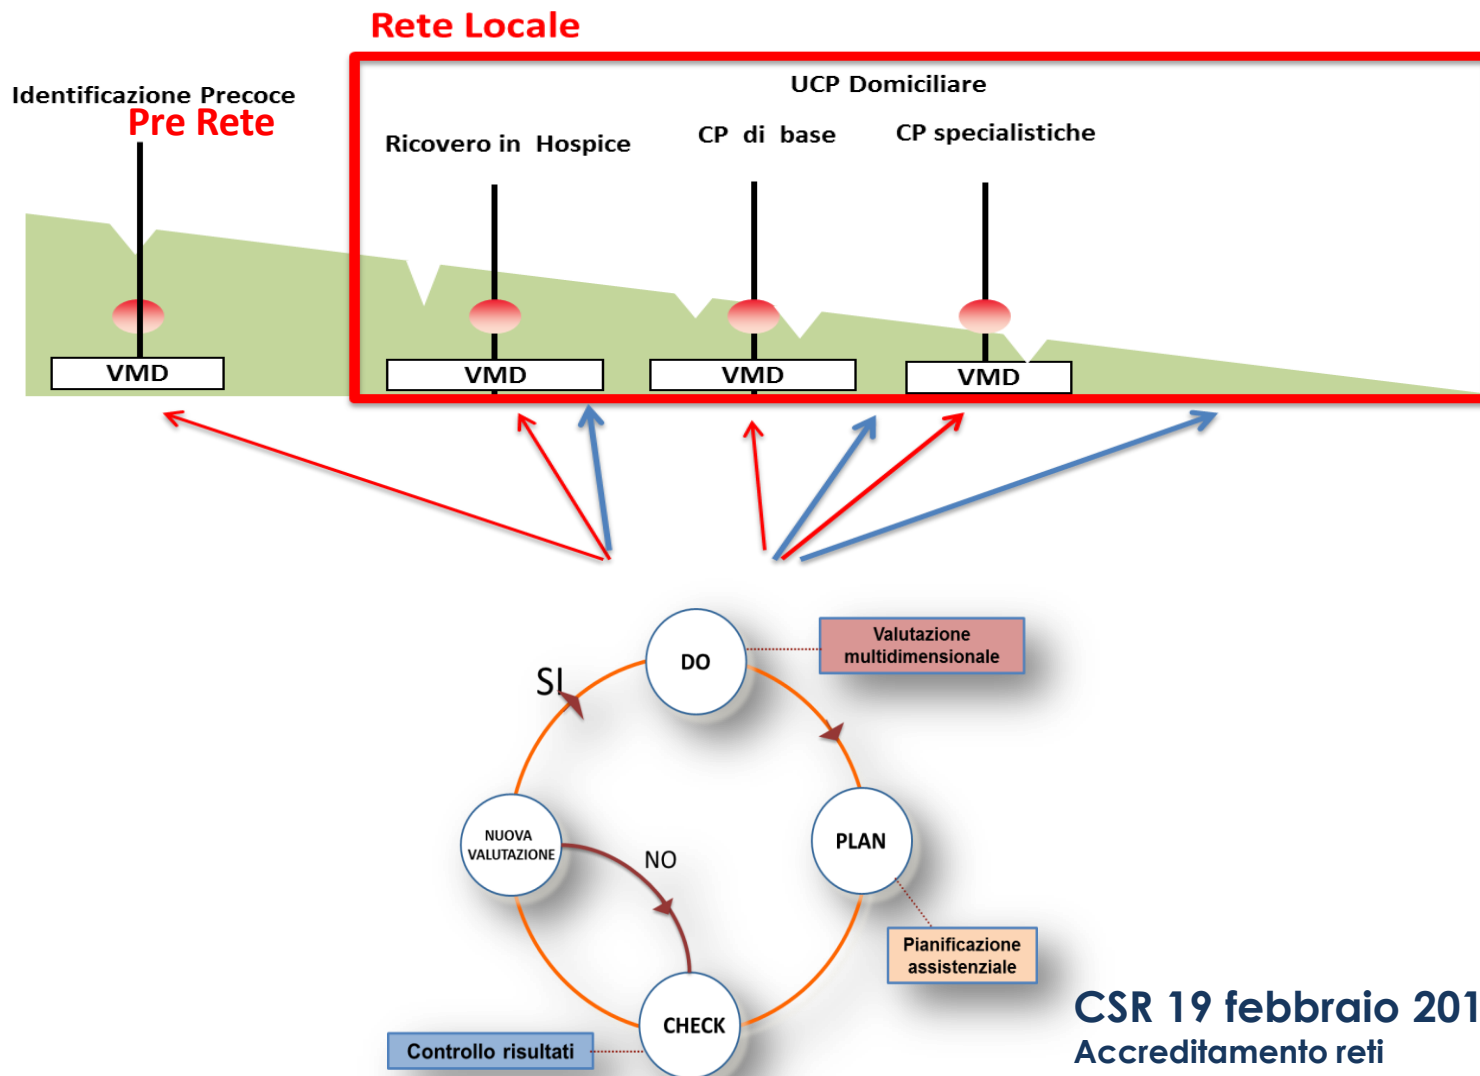 Rete Locale
Identificazione Precoce
Pre Rete
UCP Domiciliare
Ricovero in Hospice
CP di base
CP specialistiche
VMD
VMD
VMD
VMD
DO
Valutazione
multidimensionale
SI
NUOVA
VALUTAZIONE
NO
PLAN
Pianificazione
assistenziale
CHECK
Controllo risultati
CSR 19 febbraio 201
Accreditamento reti